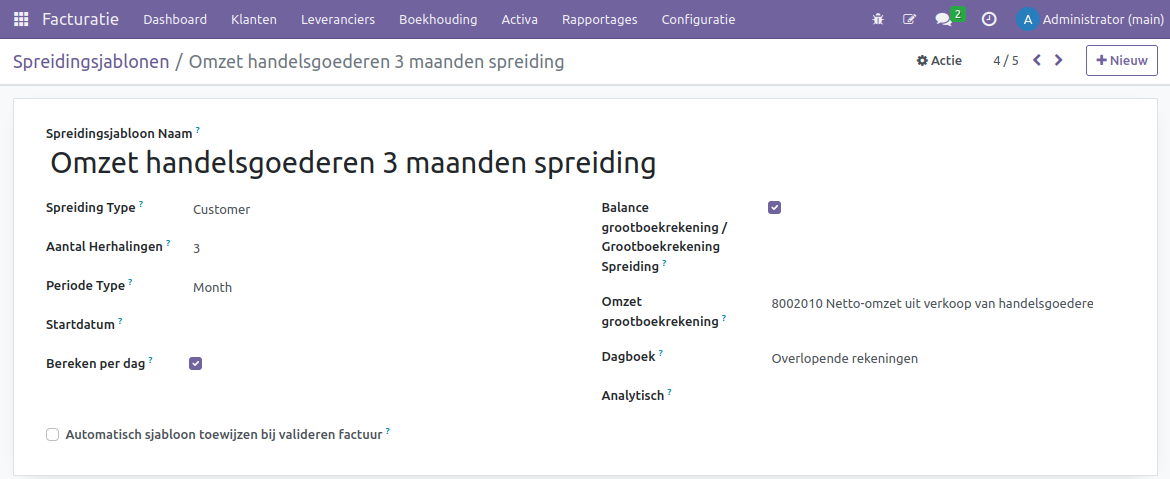 Facturatie Dashboard Klanten Leveranciers Boekhouding Activa Rapportages Configuratie 2 A Administrator (main)
Spreidingsjablonen / Omzet handelsgoederen 3 maanden spreiding Actie 4 / 5 Nieuw
Spreidingsjabloon Naam ?
Omzet handelsgoederen 3 maanden spreiding
Spreiding Type ? Customer
Aantal Herhalingen ? 3
Periode Type ? Month
Startdatum ?
Bereken per dag ?
Balance
grootboekrekening /
Grootboekrekening
Spreiding ?
Omzet
grootboekrekening ? 8002010 Netto-omzet uit verkoop van handelsgoedere
Dagboek ? Overlopende rekeningen
Analytisch ?
Automatisch sjabloon toewijzen bij valideren factuur ?